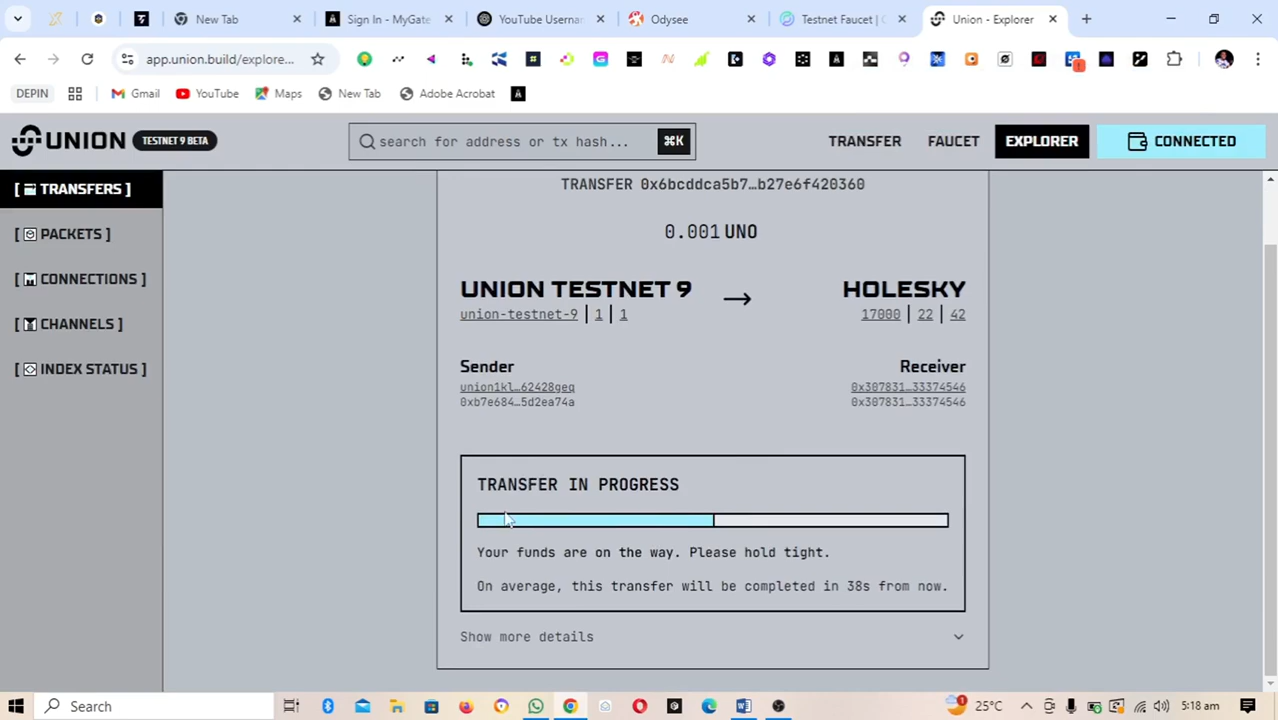 New Tab
Sign In - MyGate
YouTube Userna
Odysee
Testnet Faucet |
Union - Explorer
app.union.build/explore...
DEPIN
Gmail
YouTube
Maps
New Tab
Adobe Acrobat
UNION
TESTNET 9 BETA
search for address or tx hash...
⌘K
TRANSFER
FAUCET
EXPLORER
CONNECTED
[ TRANSFERS ]
[ PACKETS ]
[ CONNECTIONS ]
[ CHANNELS ]
[ INDEX STATUS ]
TRANSFER 0x6bcddca5b7…b27e6f420360
0.001 UNO
UNION TESTNET 9 → HOLESKY
union-testnet-9 | 1 | 1
17000 | 22 | 42
Sender
union1kl…62428geq
0xb7e684…5d2ea74a
Receiver
0x307831…33374546
0x307831…33374546
TRANSFER IN PROGRESS
Your funds are on the way. Please hold tight.
On average, this transfer will be completed in 38s from now.
Show more details
Search
1
25°C
5:18 am